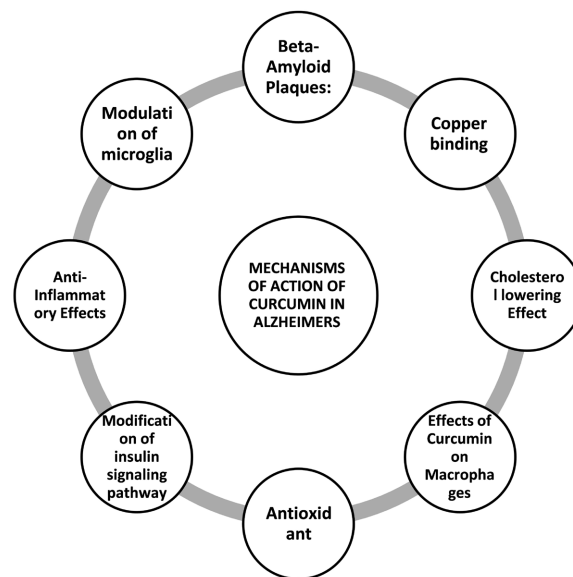 Beta-
Amyloid
Plaques:
Copper
binding
Cholestero
l lowering
Effect
Effects of
Curcumin
on
Macropha
ges
Antioxid
ant
Modificati
on of
insulin
signaling
pathway
Anti-
Inflammat
ory Effects
Modulati
on of
microglia
MECHANISMS
OF ACTION OF
CURCUMIN IN
ALZHEIMERS